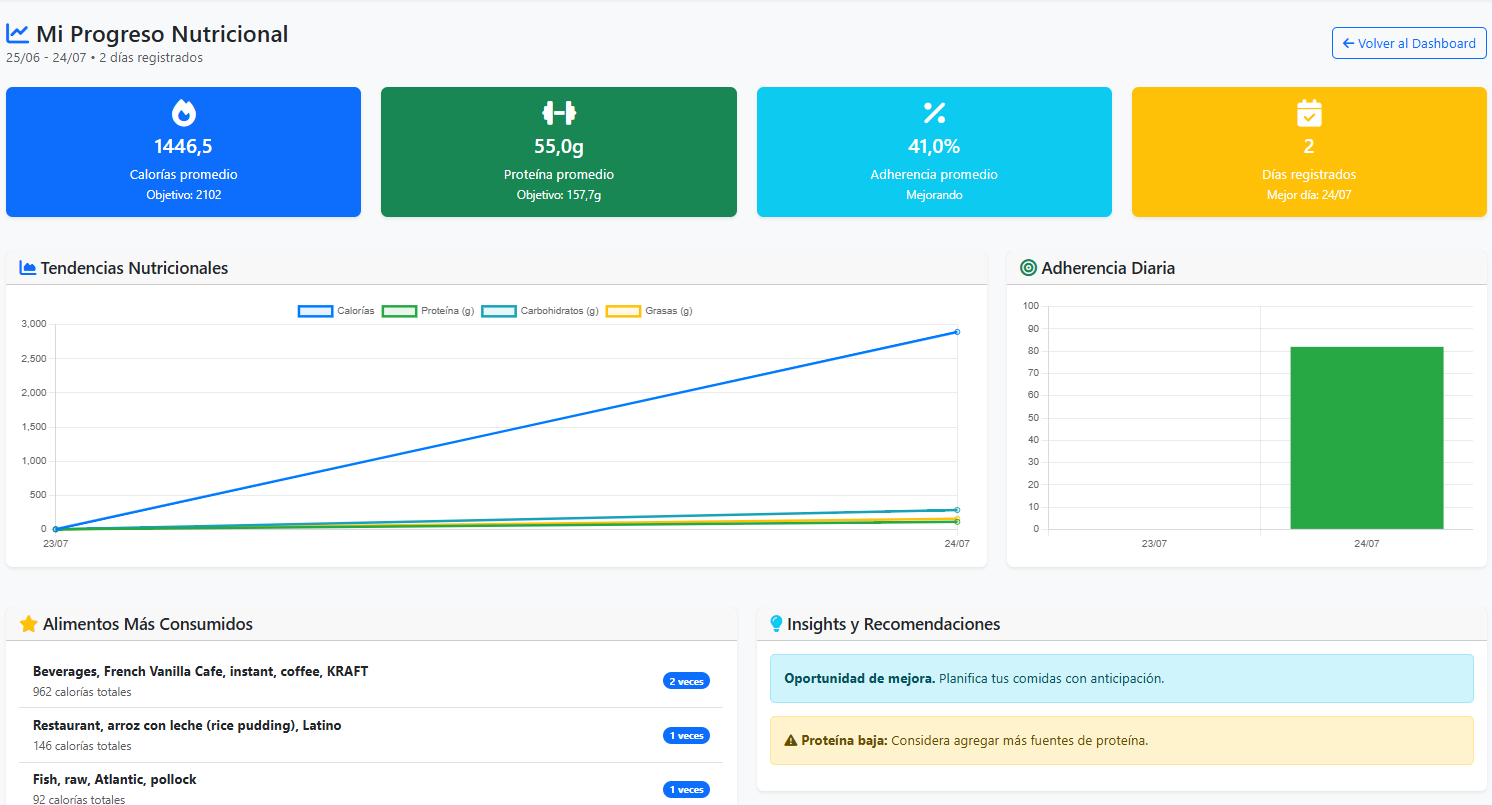 Mi Progreso Nutricional
25/06 - 24/07 • 2 días registrados
← Volver al Dashboard
1446,5
Calorías promedio
Objetivo: 2102
55,0g
Proteína promedio
Objetivo: 157,7g
41,0%
Adherencia promedio
Mejorando
2
Días registrados
Mejor día: 24/07
Tendencias Nutricionales
Calorías Proteína (g) Carbohidratos (g) Grasas (g)
3,000
2,500
2,000
1,500
1,000
500
0
23/07 24/07
Adherencia Diaria
100
90
80
70
60
50
40
30
20
10
0
23/07 24/07
Alimentos Más Consumidos
Beverages, French Vanilla Cafe, instant, coffee, KRAFT
962 calorías totales
2 veces
Restaurant, arroz con leche (rice pudding), Latino
146 calorías totales
1 veces
Fish, raw, Atlantic, pollock
92 calorías totales
1 veces
Insights y Recomendaciones
Oportunidad de mejora. Planifica tus comidas con anticipación.
Proteína baja: Considera agregar más fuentes de proteína.